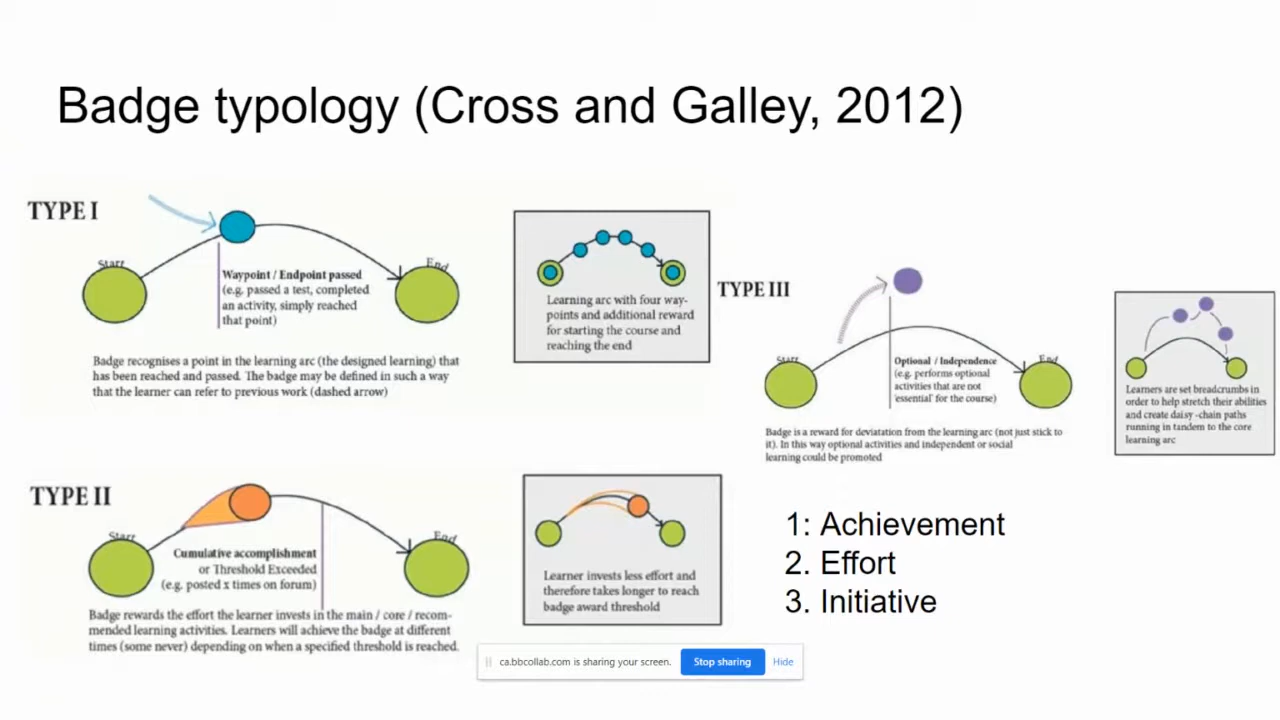 Badge typology (Cross and Galley, 2012)
TYPE I
Start
End
Waypoint / Endpoint passed
(e.g. passed a test, completed
an activity, simply reached
that point)
Badge recognises a point in the learning arc (the designed learning) that
has been reached and passed. The badge may be defined in such a way
that the learner can refer to previous work (dashed arrow)
Learning arc with four way-
points and additional reward
for starting the course and
reaching the end
TYPE II
Start
End
Cumulative accomplishment
or Threshold Exceeded
(e.g. posted x times on forum)
Badge rewards the effort the learner invests in the main / core / recom-
mended learning activities. Learners will achieve the badge at different
times (some never) depending on when a specified threshold is reached.
Learner invests less effort and
therefore takes longer to reach
badge award threshold
TYPE III
Start
End
Optional / Independence
(e.g. performs optional
activities that are not
'essential' for the course)
Badge is a reward for deviatation from the learning arc (not just stick to
it). In this way optional activities and independent or social
learning could be promoted
Learners are set breadcrumbs in
order to help stretch their abilities
and create daisy-chain paths
running in tandem to the core
learning arc
1: Achievement
2. Effort
3. Initiative
ca.bbcollab.com is sharing your screen.
Stop sharing
Hide